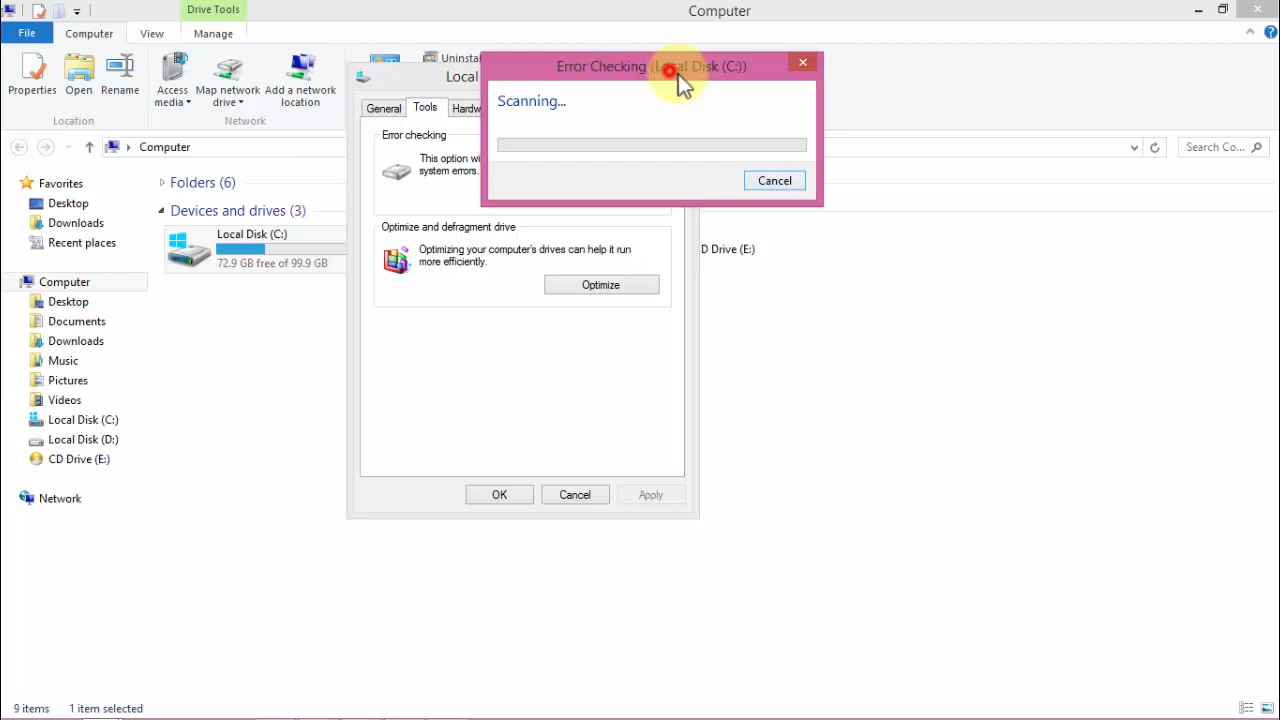 Drive Tools
Computer
File
Computer
View
Manage
Properties
Open
Rename
Access media
Map network drive
Add a network location
Uninsta
Location
Network
Computer
Search Co...
Favorites
Desktop
Downloads
Recent places
Computer
Desktop
Documents
Downloads
Music
Pictures
Videos
Local Disk (C:)
Local Disk (D:)
CD Drive (E:)
Network
Folders (6)
Devices and drives (3)
Local Disk (C:)
72.9 GB free of 99.9 GB
D Drive (E:)
Local
General
Tools
Hardw
Error checking
This option wi
system errors.
Optimize and defragment drive
Optimizing your computer's drives can help it run
more efficiently.
Optimize
OK
Cancel
Apply
Error Checking (Local Disk (C:))
Scanning...
Cancel
9 items
1 item selected